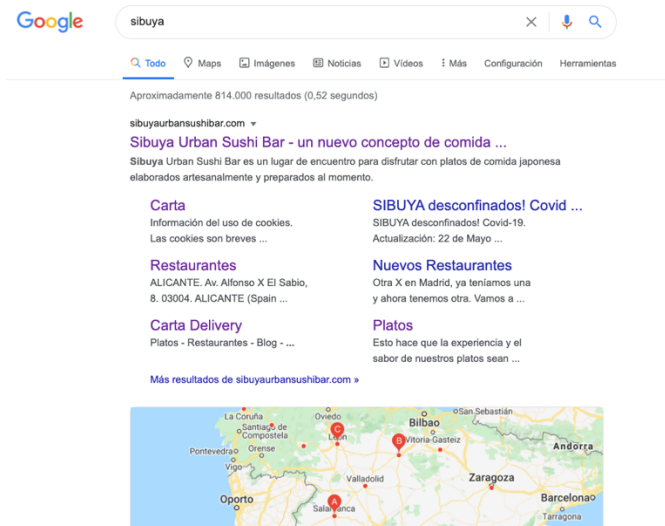 Google
sibuya
Todo Maps Imágenes Noticias Vídeos Más Configuración Herramientas
Aproximadamente 814.000 resultados (0,52 segundos)
sibuyaurbansushibar.com
Sibuya Urban Sushi Bar - un nuevo concepto de comida ...
Sibuya Urban Sushi Bar es un lugar de encuentro para disfrutar con platos de comida japonesa
elaborados artesanalmente y preparados al momento.
Carta
Información del uso de cookies.
Las cookies son breves ...
SIBUYA desconfinados! Covid ...
SIBUYA desconfinados! Covid-19.
Actualización: 22 de Mayo ...
Restaurantes
ALICANTE. Av. Alfonso X El Sabio,
8. 03004. ALICANTE (Spain ...
Nuevos Restaurantes
Otra X en Madrid, ya teníamos una
y ahora tenemos otra. Vamos a ...
Carta Delivery
Platos - Restaurantes - Blog - ...
Platos
Esto hace que la experiencia y el
sabor de nuestros platos sean ...
Más resultados de sibuyaurbansushibar.com »
La Coruña
Oviedo
San Sebastián
Santiago de
Compostela
Bilbao
C
León
B
Vitoria-Gasteiz
Andorra
Pontevedra
Orense
Vigo
Valladolid
Zaragoza
Oporto
A
Salamanca
Barcelona
Tarragona